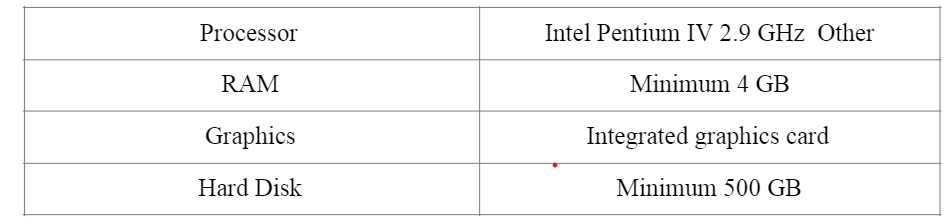 Processor Intel Pentium IV 2.9 GHz Other
RAM Minimum 4 GB
Graphics Integrated graphics card
Hard Disk Minimum 500 GB